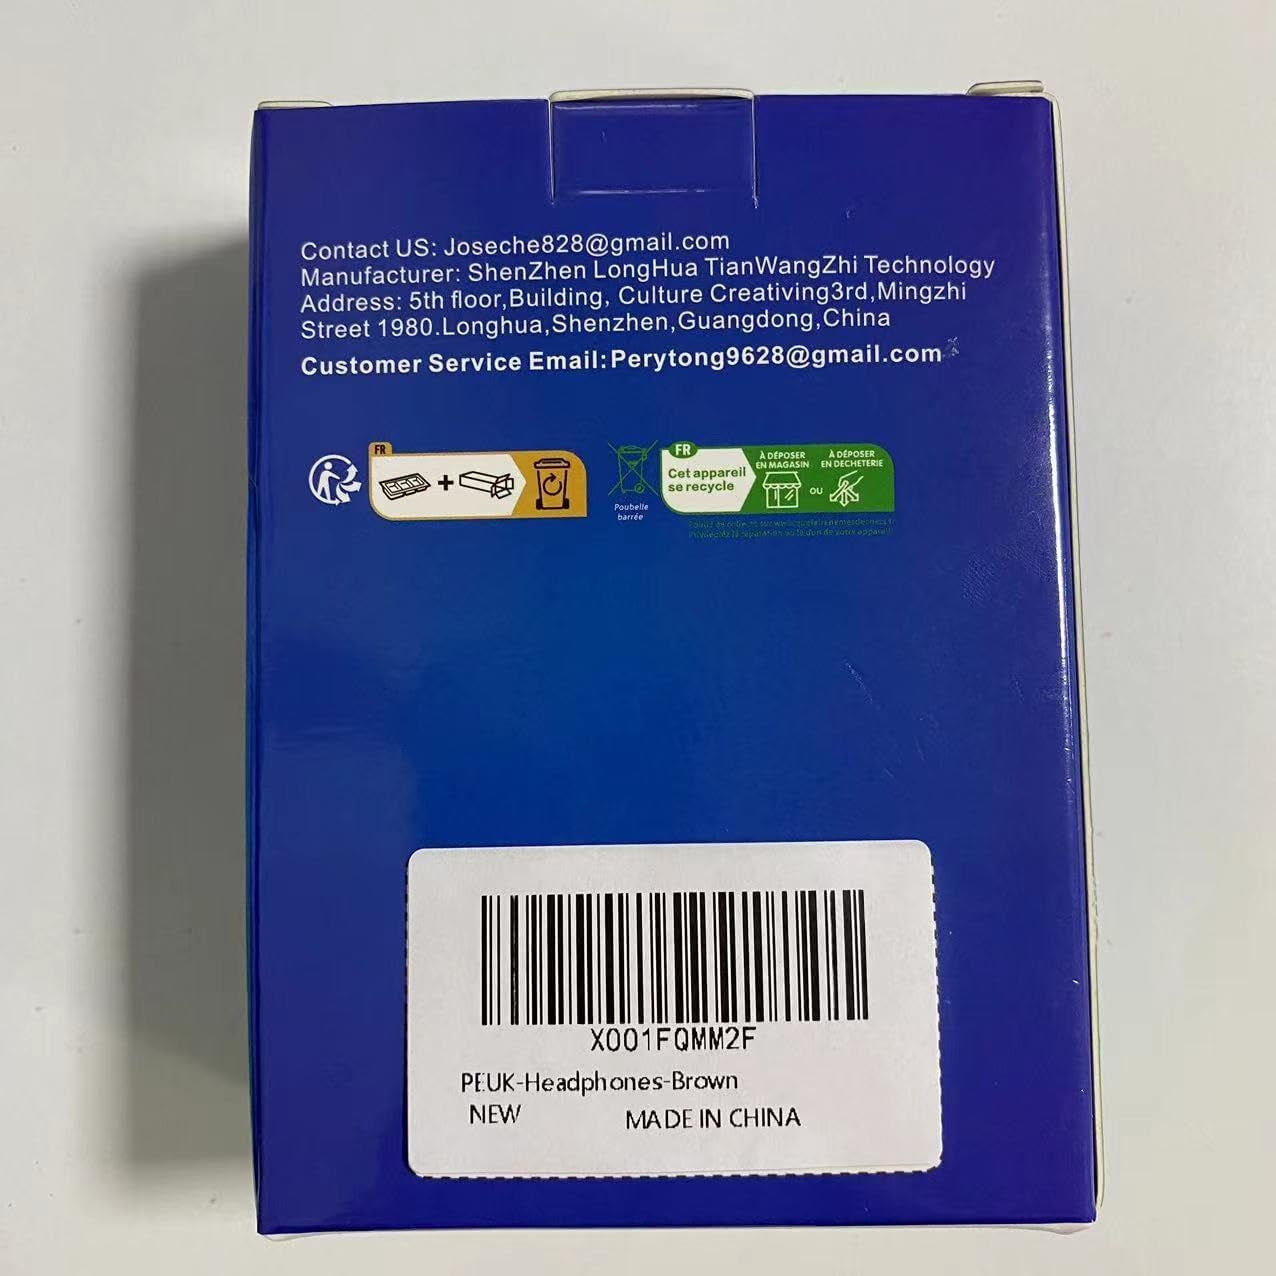 Contact US: Joseche828@gmail.com
Manufacturer: ShenZhen LongHua TianWangZhi Technology
Address: 5th floor,Building, Culture Creativing3rd,Mingzhi
Street 1980.Longhua,Shenzhen,Guangdong,China
Customer Service Email:Perytong9628@gmail.com
FR
+
Poubelle
barrée
FR
Cet appareil
se recycle
À DÉPOSER
EN MAGASIN
OU
À DÉPOSER
EN DECHETERIE
X001FQMM2F
PEUK-Headphones-Brown
NEW MADE IN CHINA